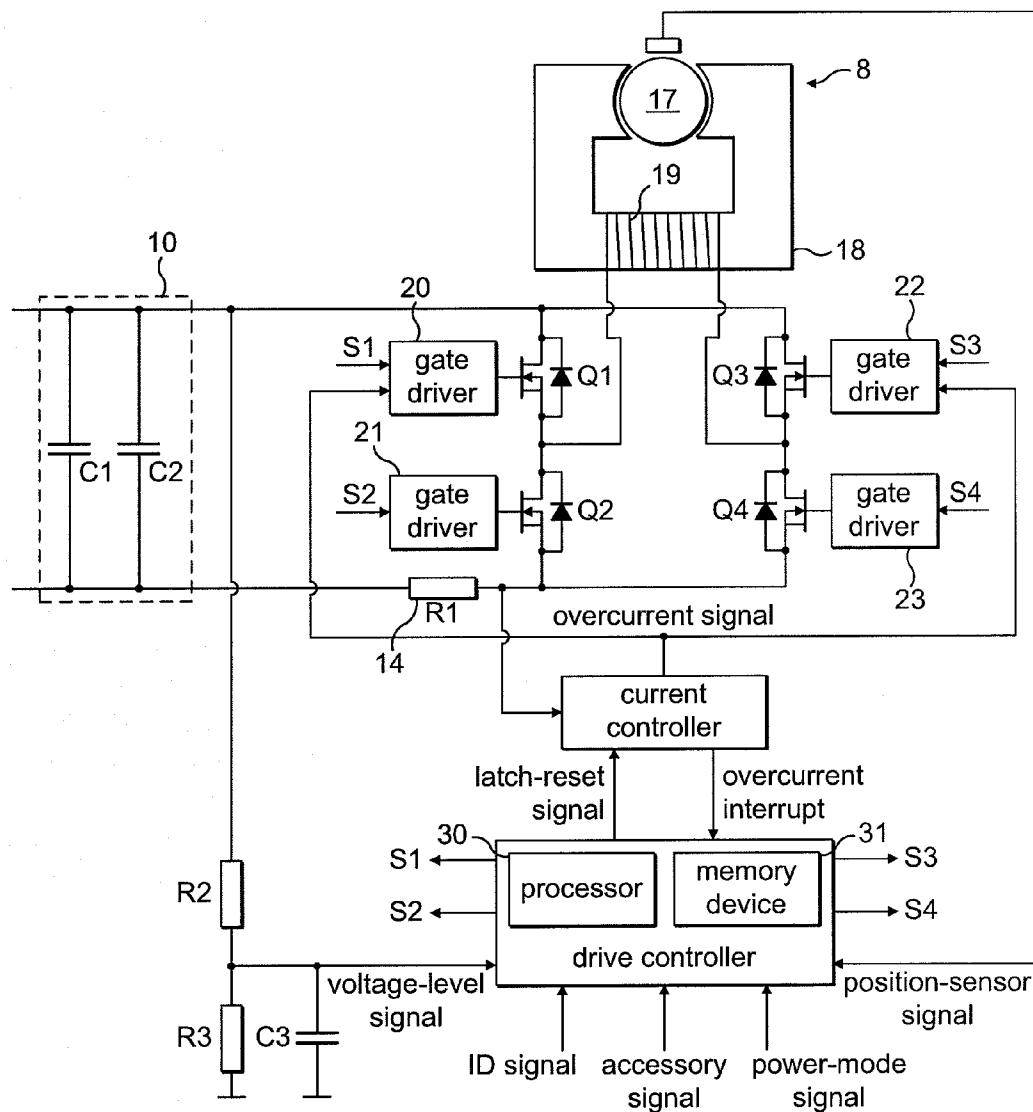 8
17
19
18
10
20
22
S1
gate
driver
Q1
Q3
gate
driver
S3
C1
C2
21
S2
gate
driver
Q2
Q4
gate
driver
S4
23
R1
14
overcurrent signal
current
controller
latch-reset
signal
overcurrent
interrupt
30
31
S1
processor
memory
device
S3
S2
S4
R2
drive controller
voltage-level
signal
position-sensor
signal
R3
C3
ID signal
accessory
signal
power-mode
signal